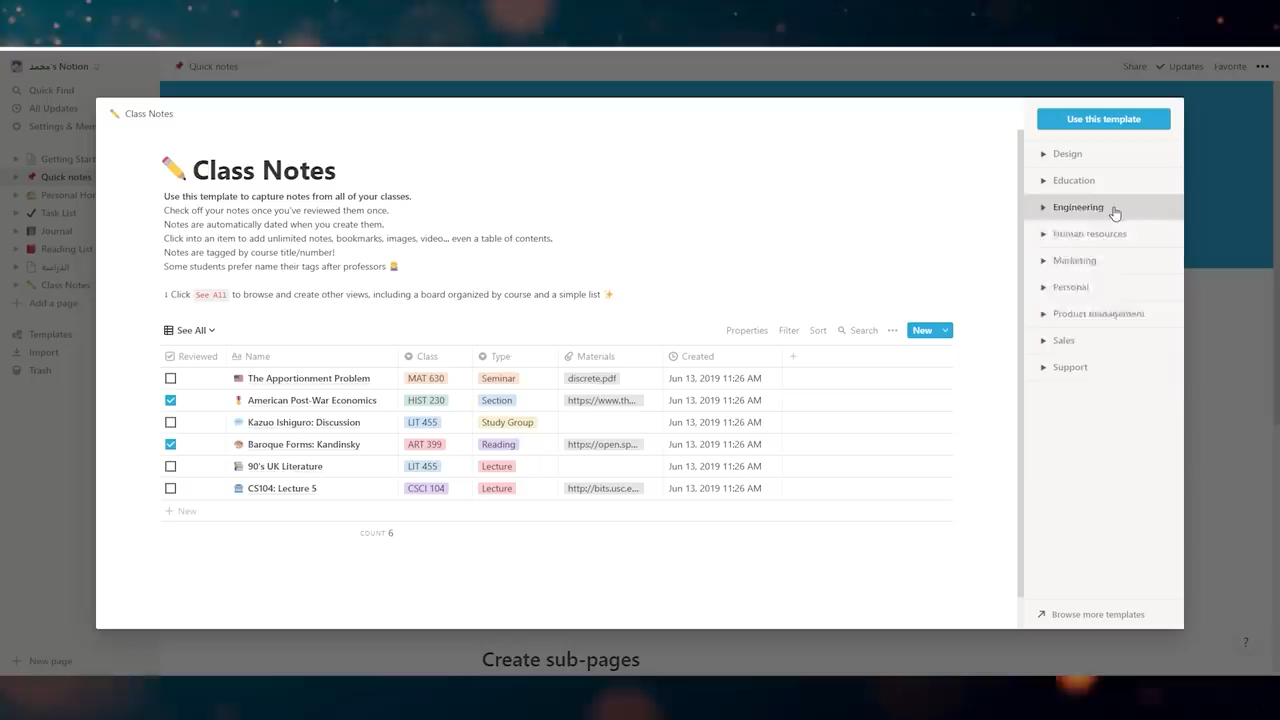 محمد's Notion
Quick Find
All Updates
Settings & Mem
Getting Start
Quick notes
Personal Hom
Task List
Journal
Reading List
الدراسة
Class Notes
Add a page
Templates
Import
Trash
New page
Quick notes
Share
Updates
Favorite
Class Notes
Class Notes
Use this template to capture notes from all of your classes.
Check off your notes once you've reviewed them once.
Notes are automatically dated when you create them.
Click into an item to add unlimited notes, bookmarks, images, video... even a table of contents.
Notes are tagged by course title/number!
Some students prefer name their tags after professors
↓ Click See All to browse and create other views, including a board organized by course and a simple list
See All
Properties Filter Sort Search ••• New
Reviewed Aa Name Class Type Materials Created +
The Apportionment Problem MAT 630 Seminar discrete.pdf Jun 13, 2019 11:26 AM
American Post-War Economics HIST 230 Section https://www.th... Jun 13, 2019 11:26 AM
Kazuo Ishiguro: Discussion LIT 455 Study Group Jun 13, 2019 11:26 AM
Baroque Forms: Kandinsky ART 399 Reading https://open.sp... Jun 13, 2019 11:26 AM
90's UK Literature LIT 455 Lecture Jun 13, 2019 11:26 AM
CS104: Lecture 5 CSCI 104 Lecture http://bits.usc.e... Jun 13, 2019 11:26 AM
+ New
COUNT 6
Use this template
Design
Education
Engineering
Human resources
Marketing
Personal
Product management
Sales
Support
Browse more templates
Create sub-pages
?